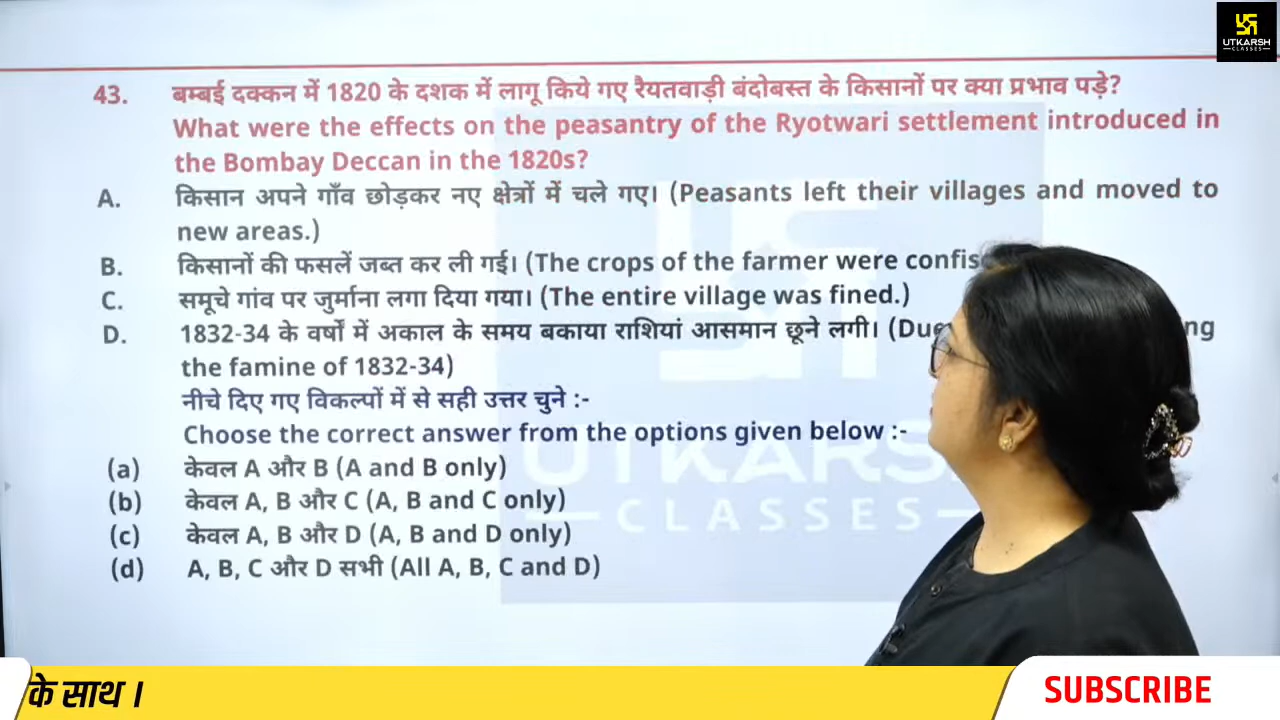 UTKARSH
CLASSES
43. बम्बई दक्कन में 1820 के दशक में लागू किये गए रैयतवाड़ी बंदोबस्त के किसानों पर क्या प्रभाव पड़े?
What were the effects on the peasantry of the Ryotwari settlement introduced in
the Bombay Deccan in the 1820s?
A. किसान अपने गाँव छोड़कर नए क्षेत्रों में चले गए। (Peasants left their villages and moved to
new areas.)
B. किसानों की फसलें जब्त कर ली गई। (The crops of the farmer were
C. समूचे गांव पर जुर्माना लगा दिया गया। (The entire village was fined.)
D. 1832-34 के वर्षों में अकाल के समय बकाया राशियां आसमान छूने लगी।
the famine of 1832-34)
नीचे दिए गए विकल्पों में से सही उत्तर चुने :-
Choose the correct answer from the options given below :-
(a) केवल A और B (A and B only)
(b) केवल A, B और C (A, B and C only)
(c) केवल A, B और D (A, B and D only)
(d) A, B, C और D सभी (All A, B, C and D)
के साथ ।
SUBSCRIBE